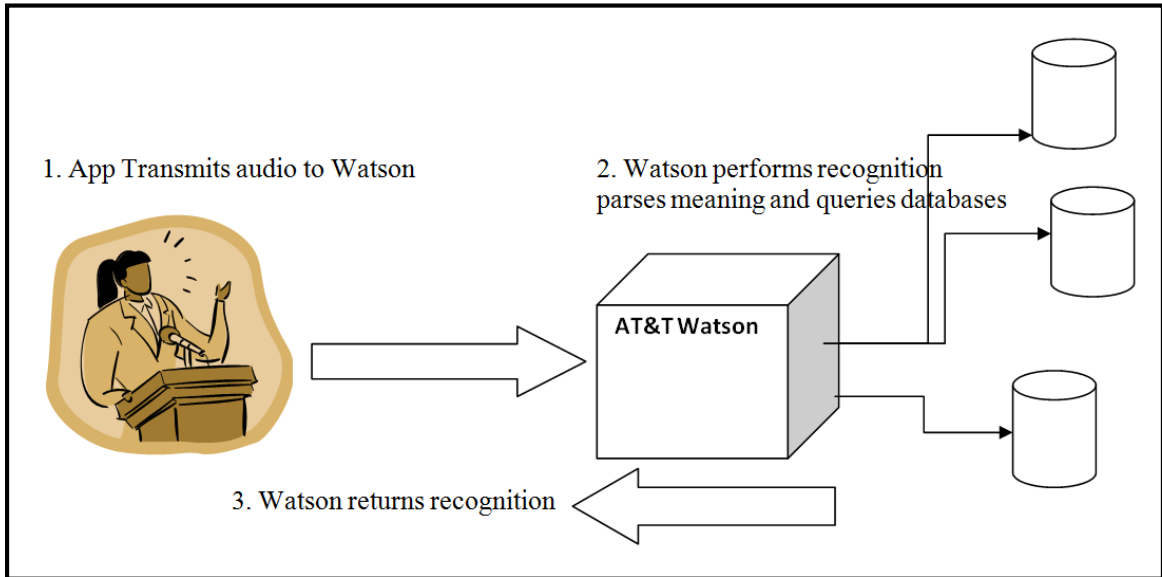 1. App Transmits audio to Watson
2. Watson performs recognition
parses meaning and queries databases
AT&T Watson
3. Watson returns recognition